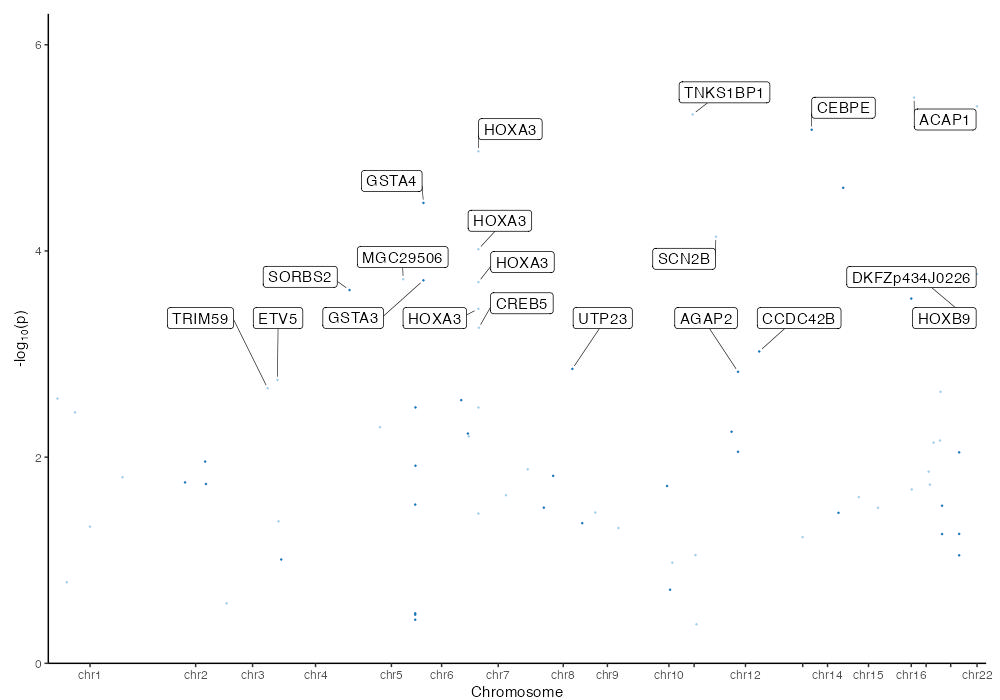 6
TNKS1BP1
CEBPE
ACAP1
HOXA3
GSTA4
HOXA3
4
MGC29506
HOXA3
SCN2B
SORBS2
DKFZp434J0226
CREB5
TRIM59
ETV5
GSTA3
HOXA3
UTP23
AGAP2
CCDC42B
HOXB9
-log10(p)
2
0
chr1 chr2 chr3 chr4 chr5 chr6 chr7 chr8 chr9 chr10 chr12 chr14 chr15 chr16 chr22
Chromosome